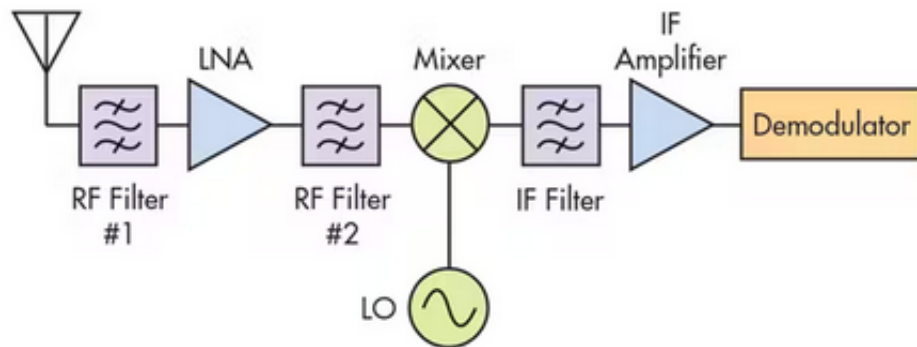 LNA
Mixer
IF
Amplifier
Demodulator
RF Filter
#1
RF Filter
#2
IF Filter
LO